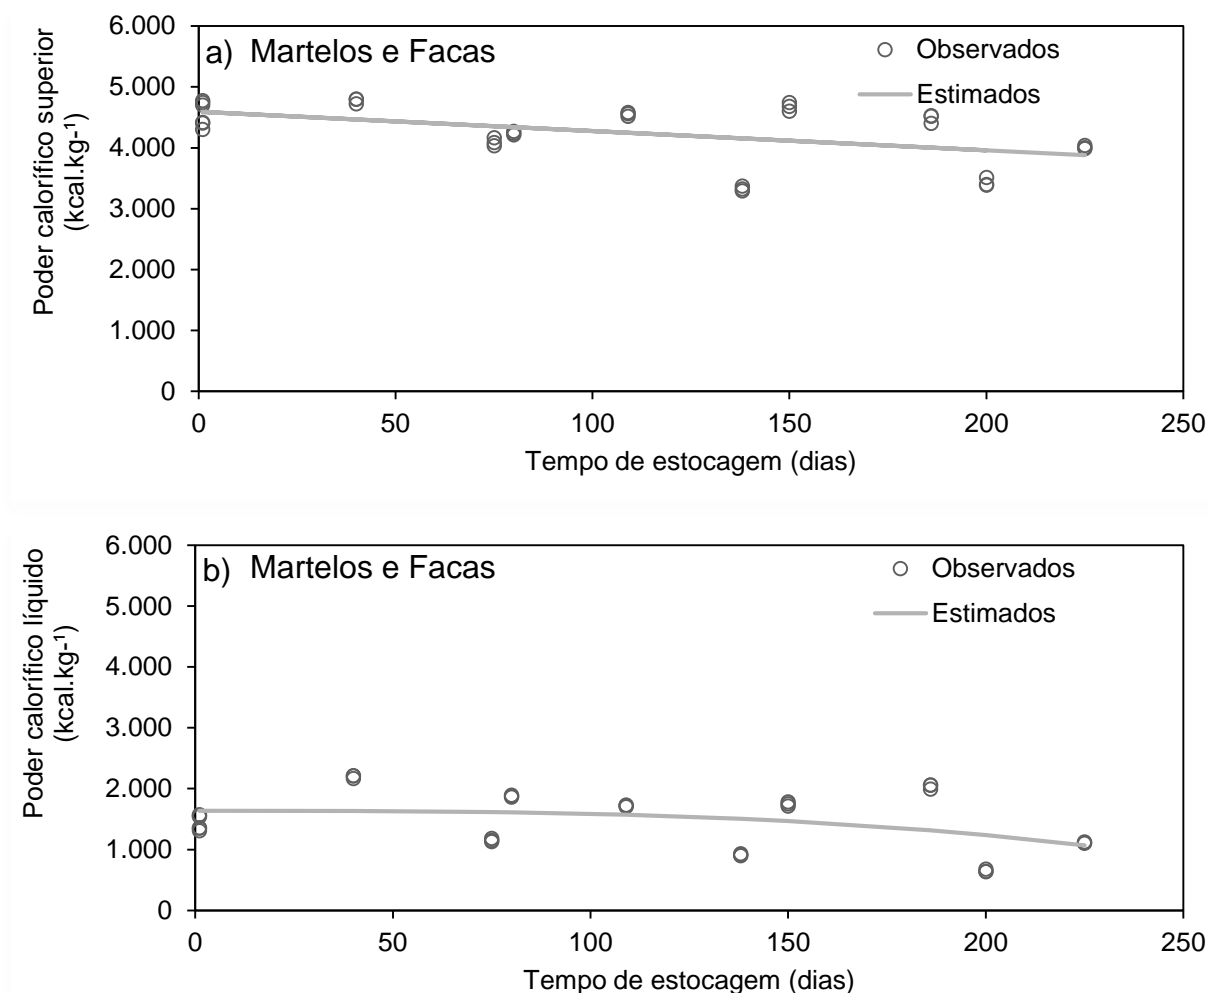 6.000
a) Martelos e Facas
Observados
5.000
Estimados
4.000
3.000
2.000
1.000
0
Poder calorífico superior
(kcal.kg-¹)
0 50 100 150 200 250
Tempo de estocagem (dias)
6.000
b) Martelos e Facas
Observados
5.000
Estimados
4.000
3.000
2.000
1.000
0
Poder calorífico líquido
(kcal.kg-¹)
0 50 100 150 200 250
Tempo de estocagem (dias)